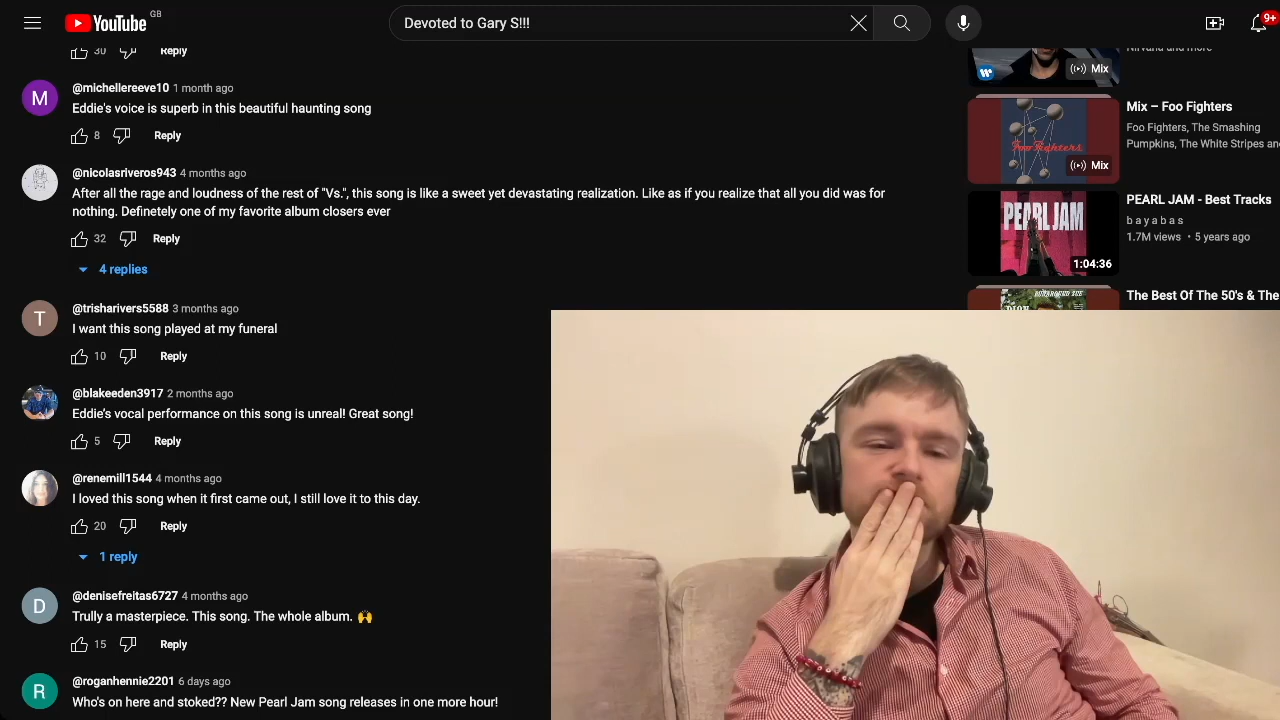 YouTube GB
Devoted to Gary S!!!
9+
30 Reply
Nirvana and more
Mix
M
@michellereeve10 1 month ago
Eddie's voice is superb in this beautiful haunting song
8 Reply
Mix – Foo Fighters
Foo Fighters, The Smashing
Pumpkins, The White Stripes an
Foo Fighters
Mix
@nicolasriveros943 4 months ago
After all the rage and loudness of the rest of "Vs.", this song is like a sweet yet devastating realization. Like as if you realize that all you did was for
nothing. Definetely one of my favorite album closers ever
32 Reply
4 replies
PEARL JAM - Best Tracks
b a y a b a s
1.7M views • 5 years ago
PEARL JAM
1:04:36
The Best Of The 50's & The
DION
T
@trisharivers5588 3 months ago
I want this song played at my funeral
10 Reply
@blakeeden3917 2 months ago
Eddie’s vocal performance on this song is unreal! Great song!
5 Reply
@renemill1544 4 months ago
I loved this song when it first came out, I still love it to this day.
20 Reply
1 reply
D
@denisefreitas6727 4 months ago
Trully a masterpiece. This song. The whole album. 🙌
15 Reply
R
@roganhennie2201 6 days ago
Who's on here and stoked?? New Pearl Jam song releases in one more hour!